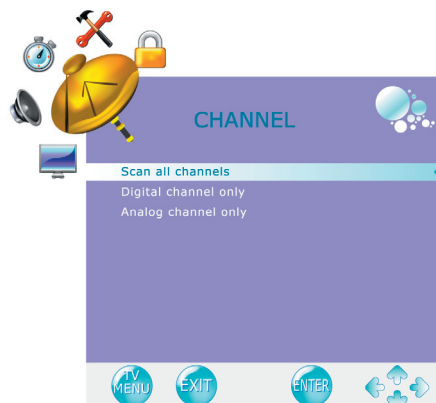 CHANNEL
Scan all channels
Digital channel only
Analog channel only
TV
MENU
EXIT
ENTER